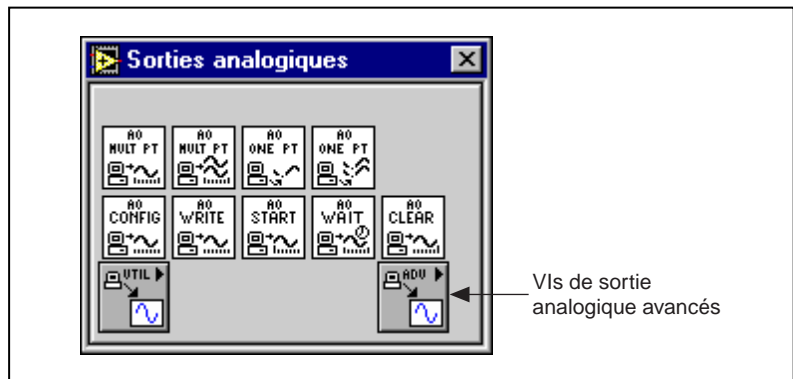 Sorties analogiques
AO MULT PT
AO MULT PT
AO ONE PT
AO ONE PT
AO CONFIG
AO WRITE
AO START
AO WAIT
AO CLEAR
UTIL
ADV
VIs de sortie
analogique avancés